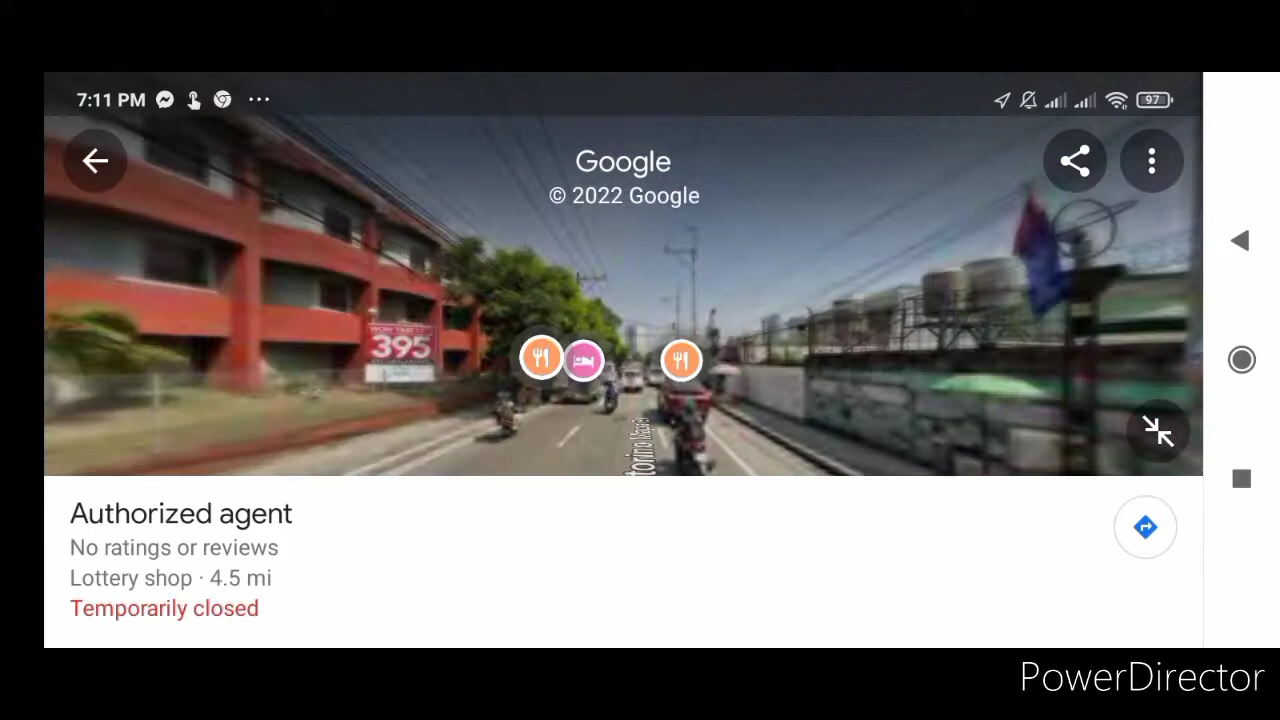 7:11 PM
97
Google
© 2022 Google
395
Authorized agent
No ratings or reviews
Lottery shop · 4.5 mi
Temporarily closed
PowerDirector